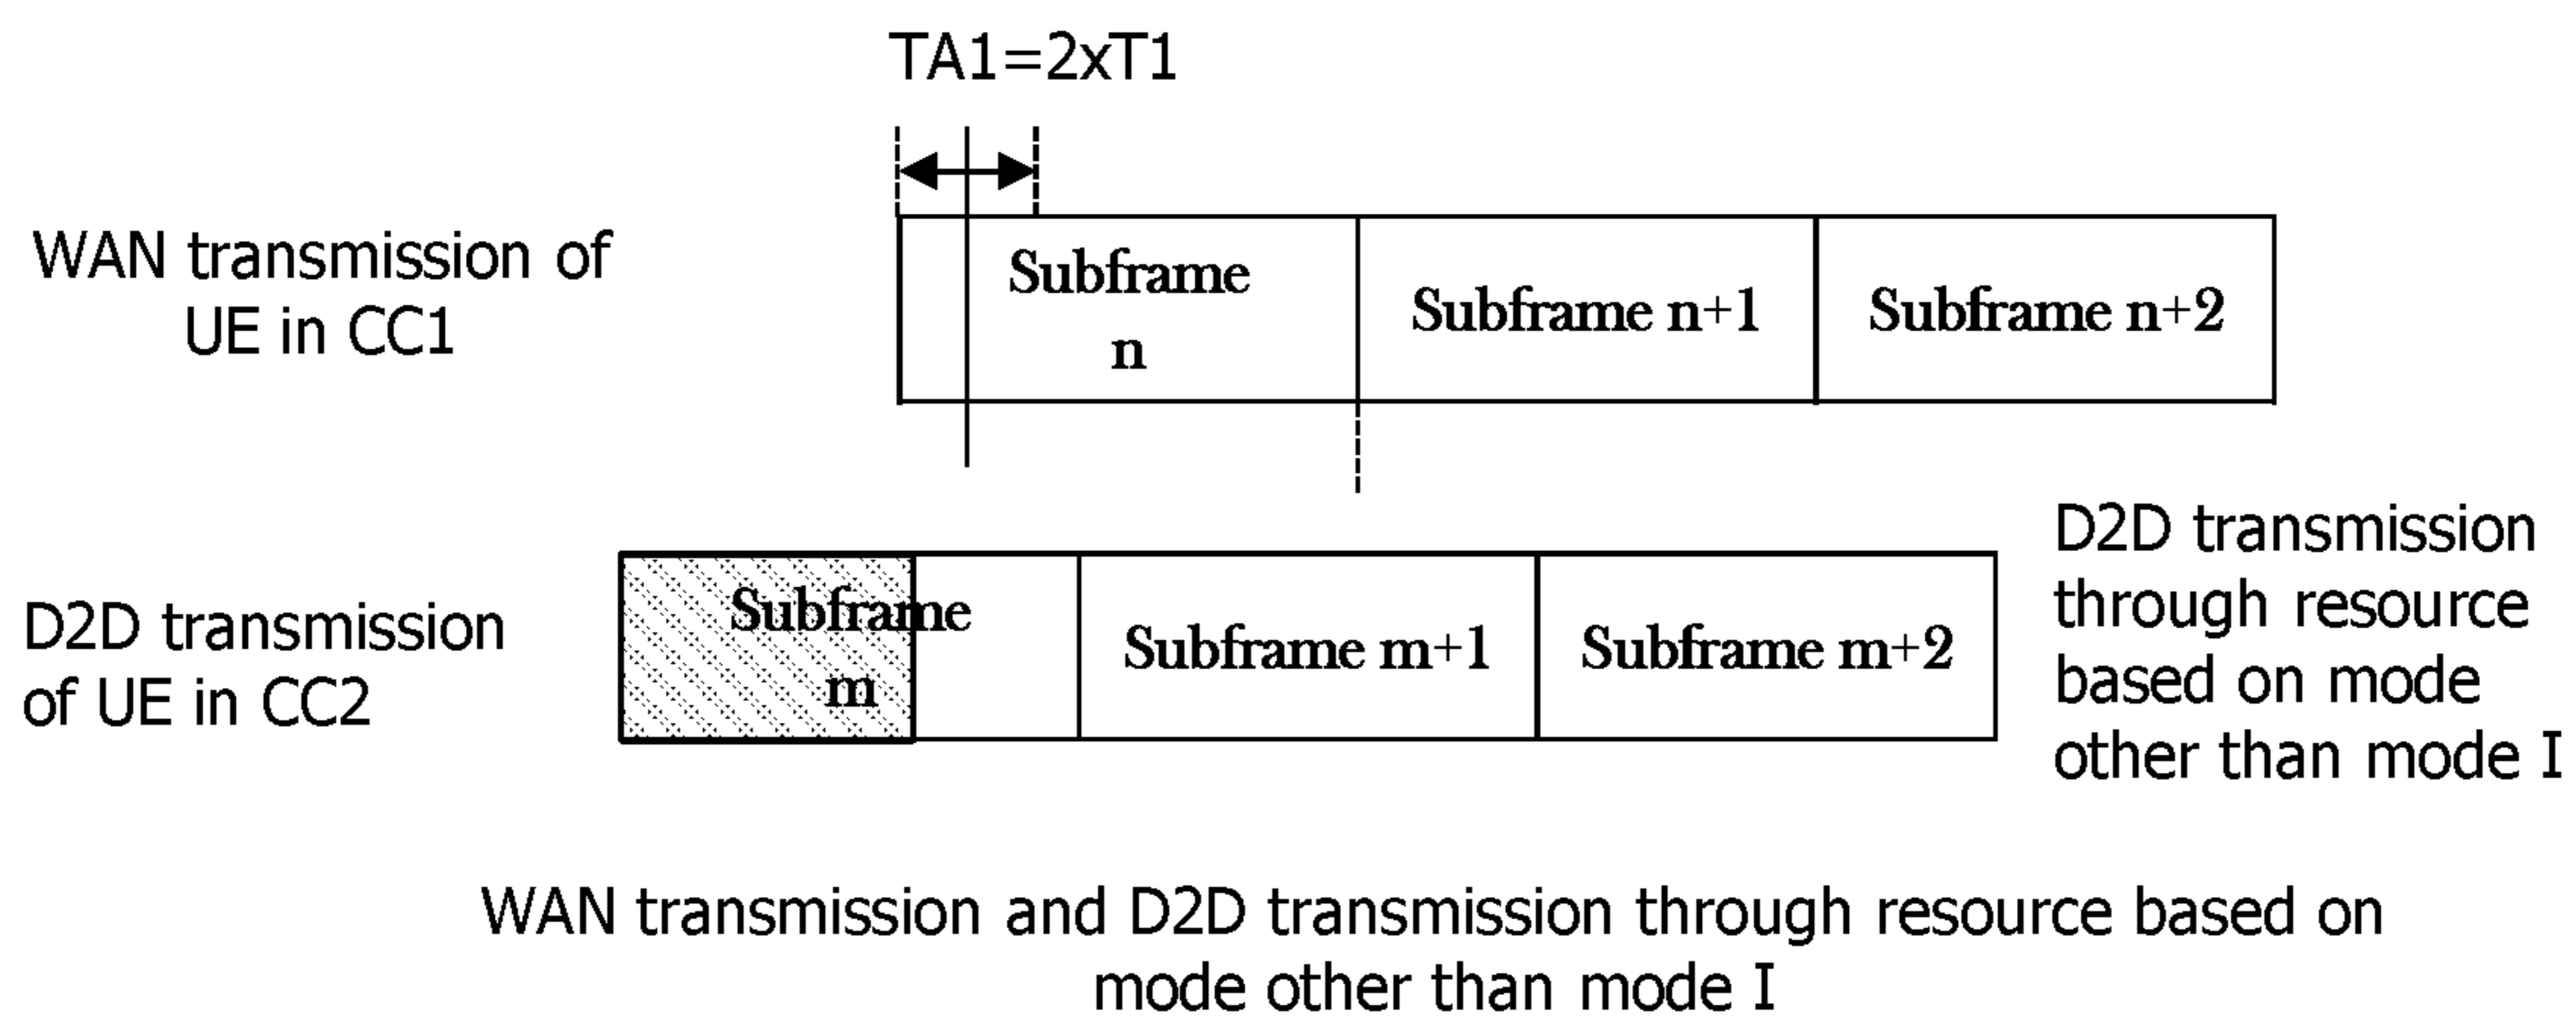 TA1=2xT1
WAN transmission of
UE in CC1
Subframe
n
Subframe n+1
Subframe n+2
D2D transmission
of UE in CC2
Subframe
m
Subframe m+1
Subframe m+2
D2D transmission
through resource
based on mode
other than mode I
WAN transmission and D2D transmission through resource based on
mode other than mode I